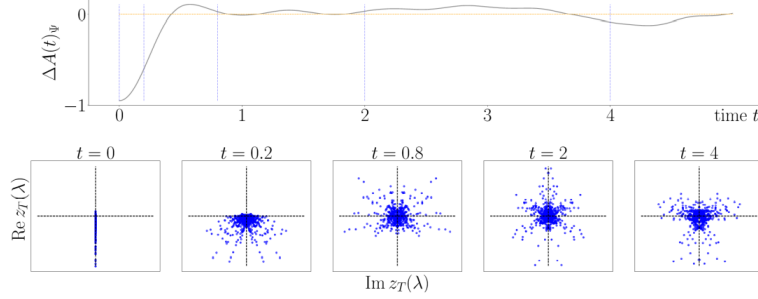 0
ΔA(t)_Ψ
−1
0 1 2 3 4 time t
t = 0 t = 0.2 t = 0.8 t = 2 t = 4
Re z_T(λ)
Im z_T(λ)